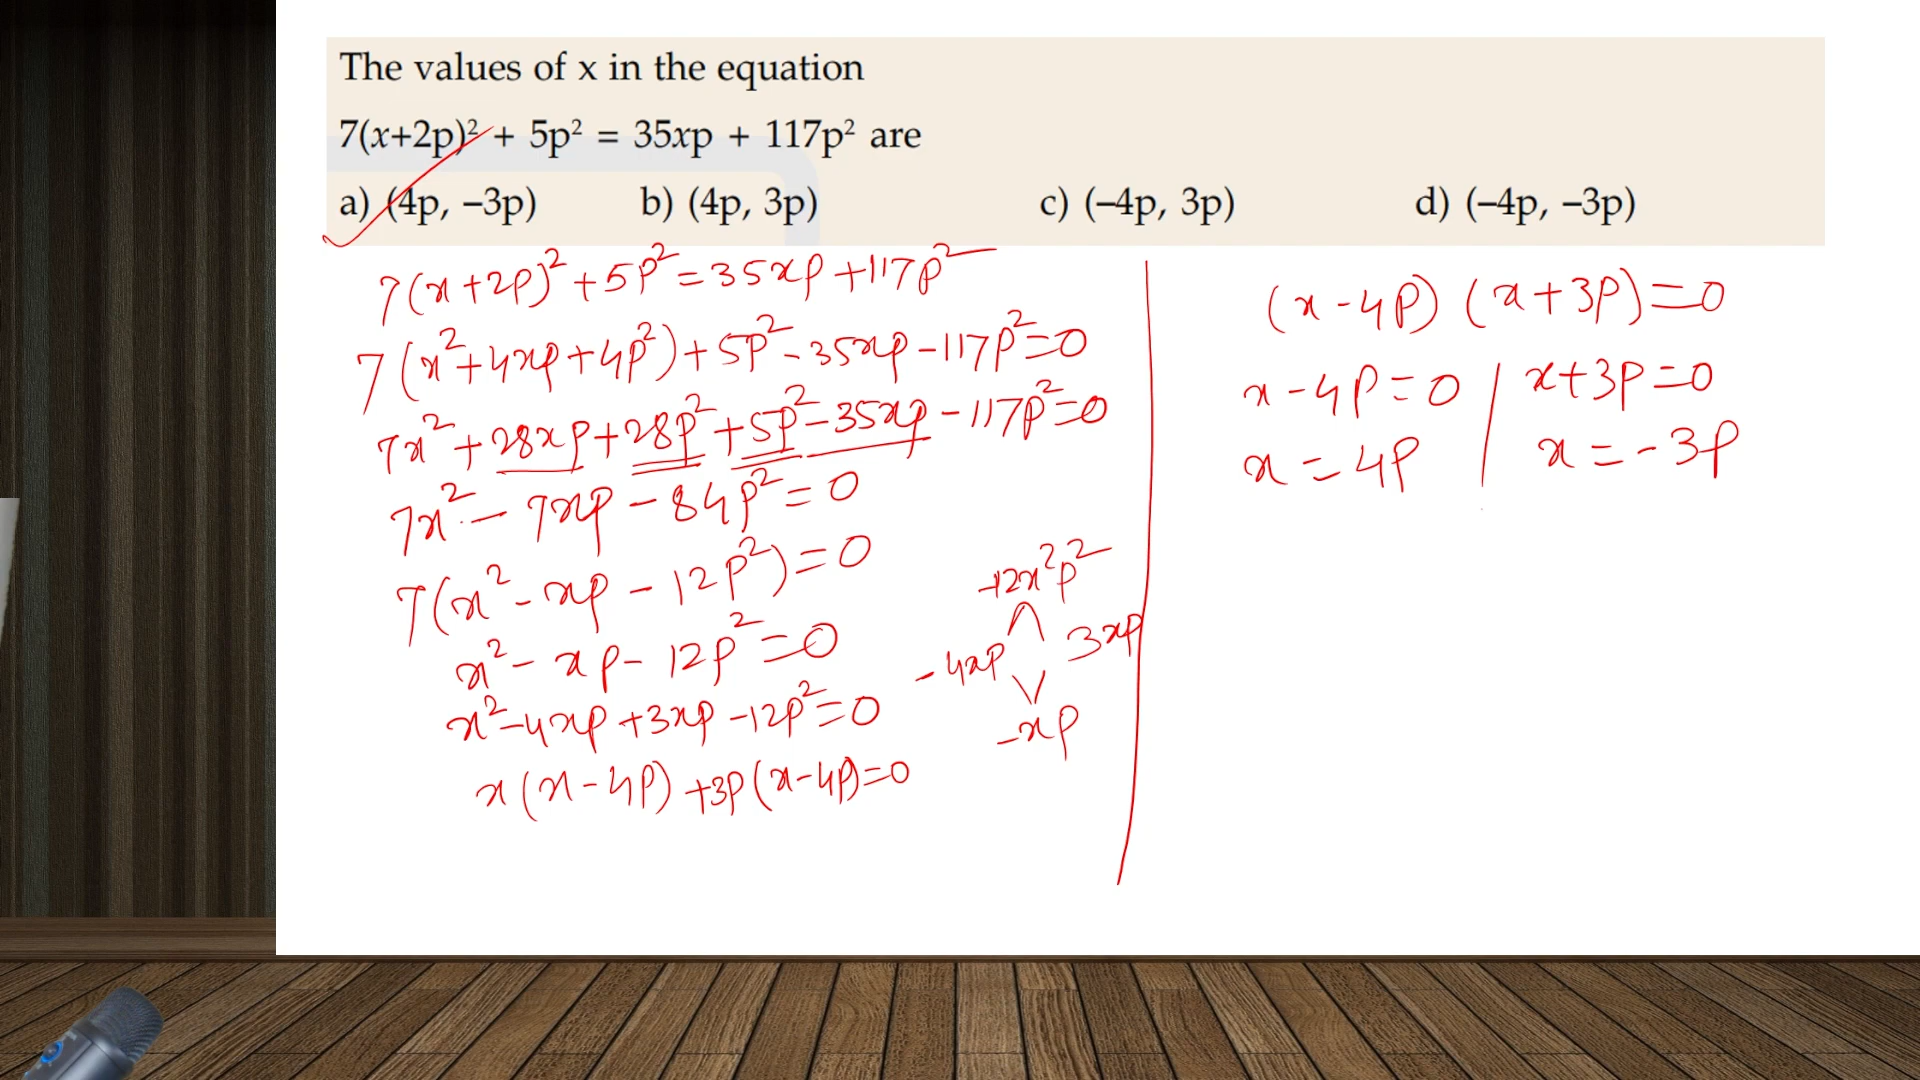 The values of x in the equation
7(x+2p)² + 5p² = 35xp + 117p² are
a) (4p, –3p) b) (4p, 3p) c) (–4p, 3p) d) (–4p, –3p)
7(x+2p)²+5p²=35xp+117p²
7(x²+4xp+4p²)+5p²-35xp-117p²=0
7x²+28xp+28p²+5p²-35xp-117p²=0
7x²-7xp-84p²=0
7(x²-xp-12p²)=0
x²-xp-12p²=0
x²-4xp+3xp-12p²=0
x(x-4p)+3p(x-4p)=0
-12x²p²
-4xp 3xp
-xp
(x-4p)(x+3p)=0
x-4p=0 / x+3p=0
x=4p x=-3p